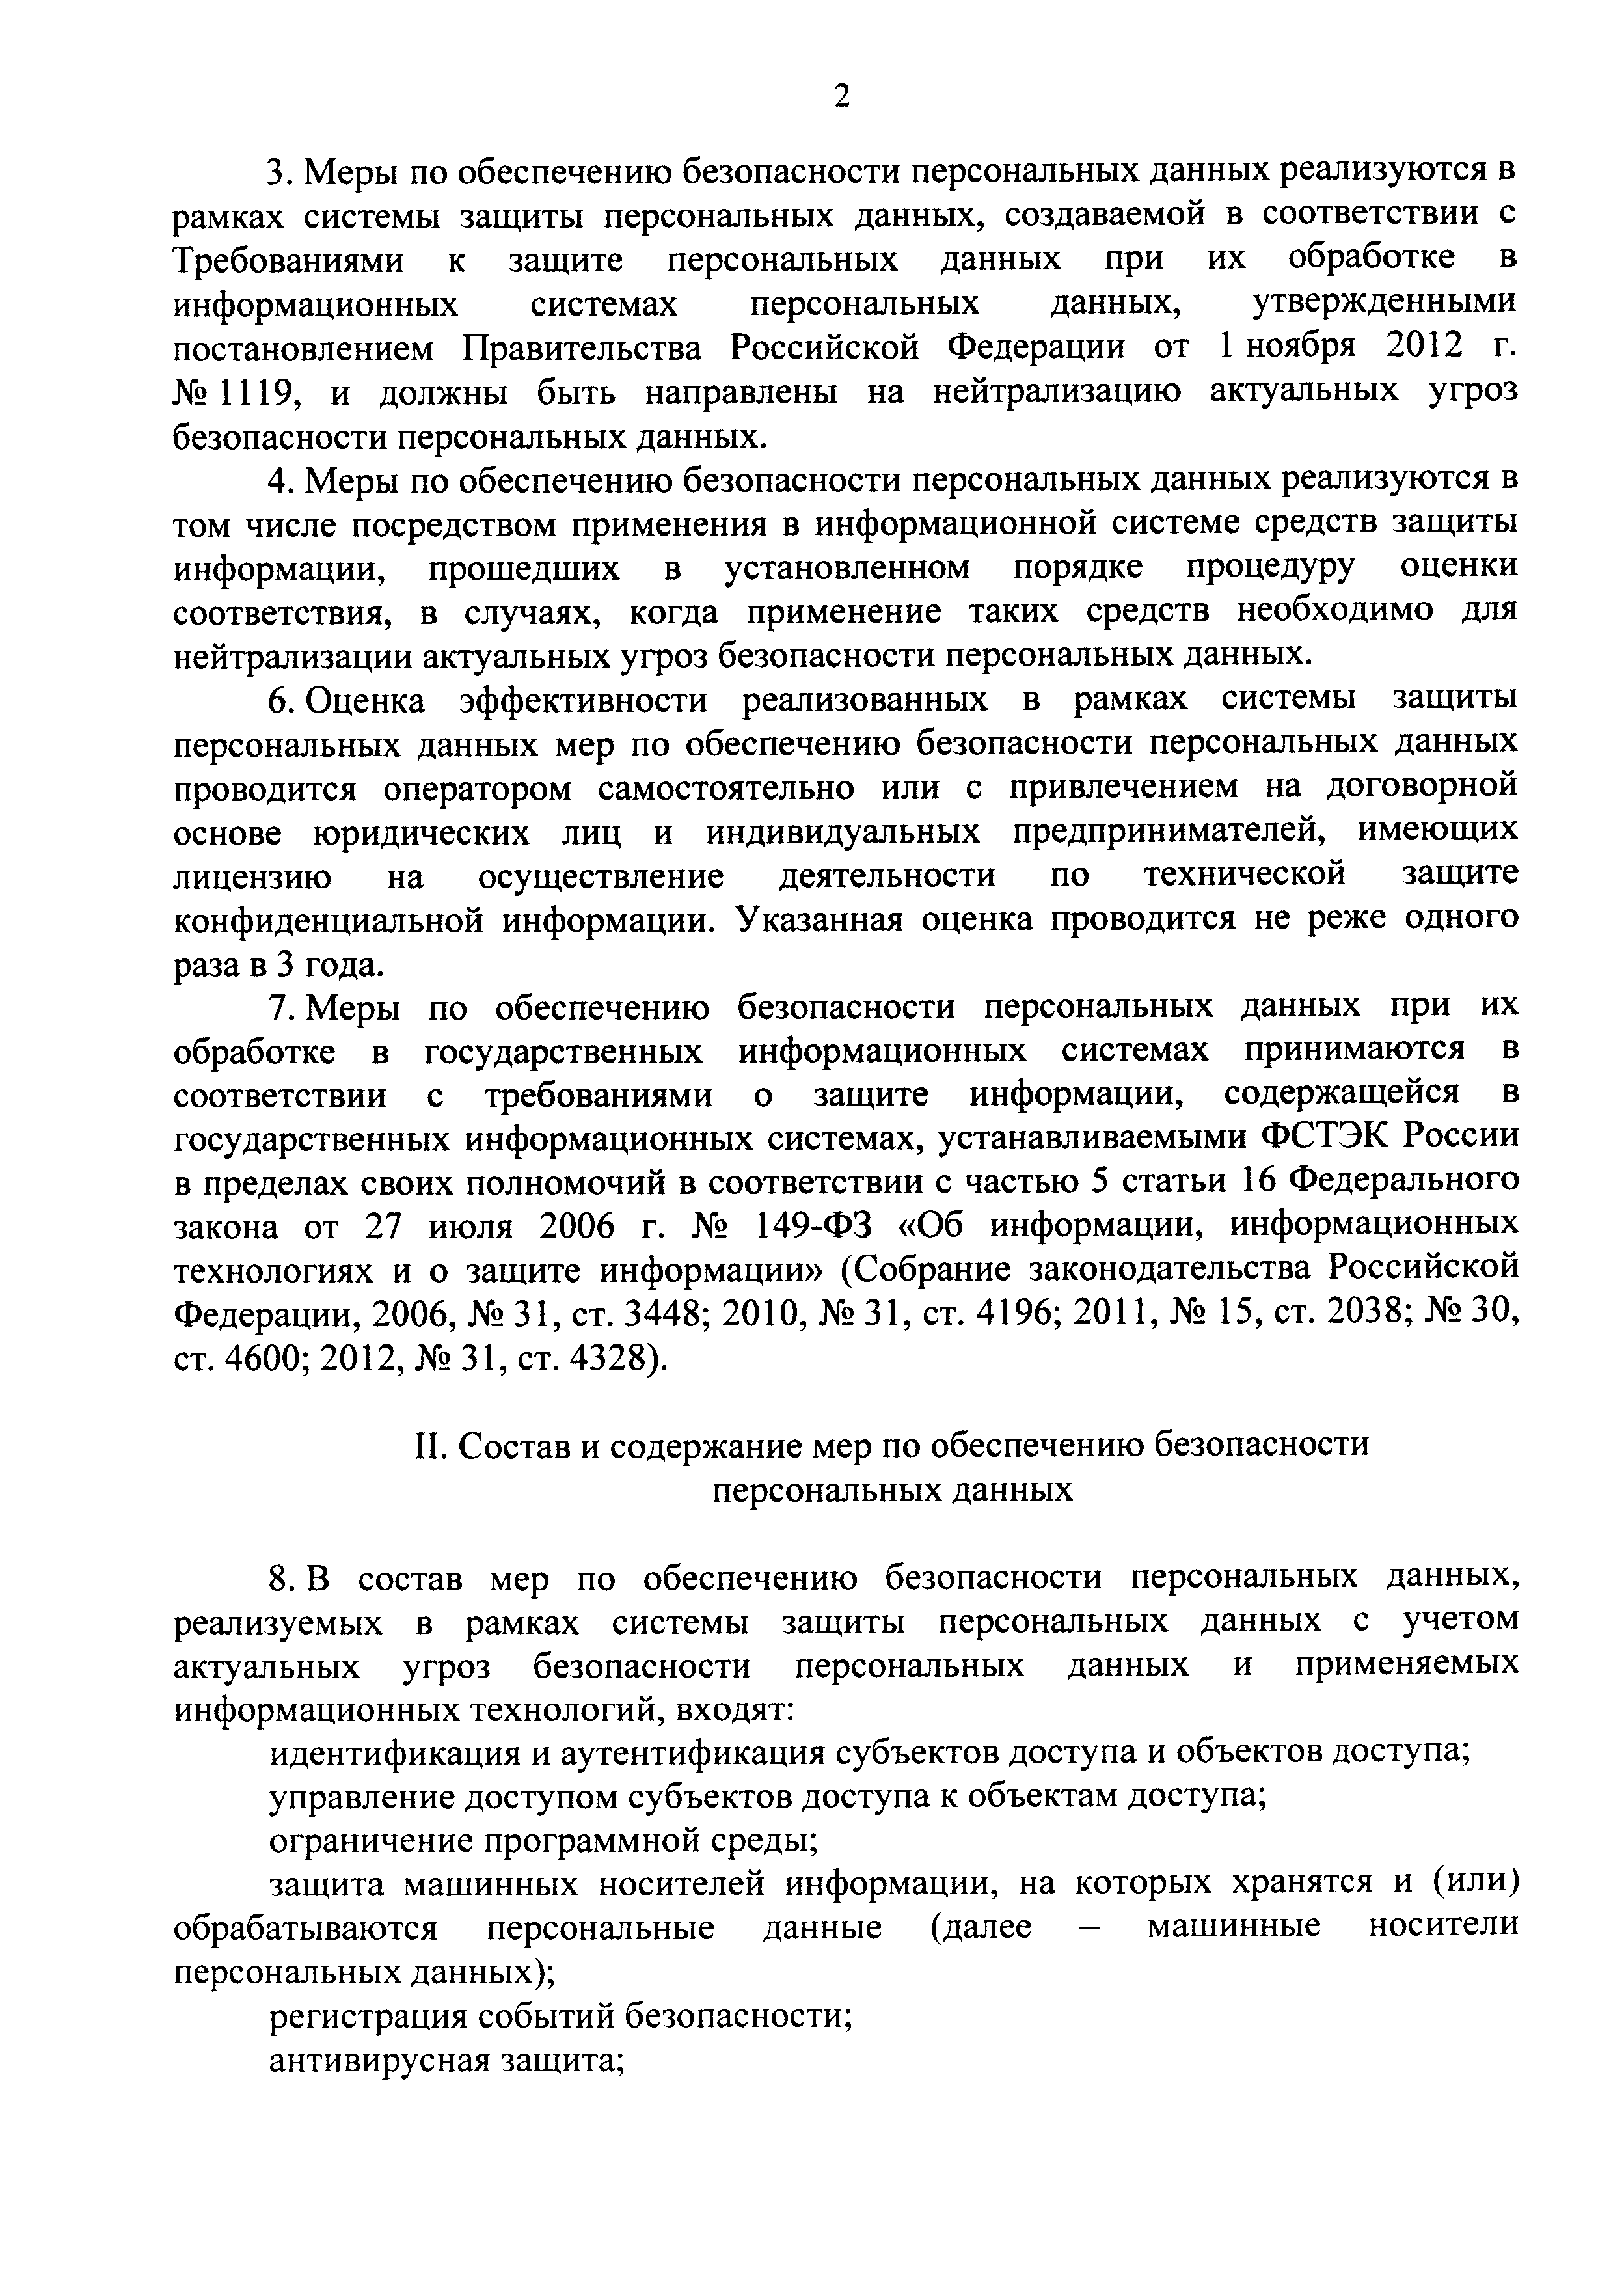 2
3. Меры по обеспечению безопасности персональных данных реализуются в
рамках системы защиты персональных данных, создаваемой в соответствии с
Требованиями к защите персональных данных при их обработке в
информационных системах персональных данных, утвержденными
постановлением Правительства Российской Федерации от 1 ноября 2012 г.
№ 1119, и должны быть направлены на нейтрализацию актуальных угроз
безопасности персональных данных.
4. Меры по обеспечению безопасности персональных данных реализуются в
том числе посредством применения в информационной системе средств защиты
информации, прошедших в установленном порядке процедуру оценки
соответствия, в случаях, когда применение таких средств необходимо для
нейтрализации актуальных угроз безопасности персональных данных.
6. Оценка эффективности реализованных в рамках системы защиты
персональных данных мер по обеспечению безопасности персональных данных
проводится оператором самостоятельно или с привлечением на договорной
основе юридических лиц и индивидуальных предпринимателей, имеющих
лицензию на осуществление деятельности по технической защите
конфиденциальной информации. Указанная оценка проводится не реже одного
раза в 3 года.
7. Меры по обеспечению безопасности персональных данных при их
обработке в государственных информационных системах принимаются в
соответствии с требованиями о защите информации, содержащейся в
государственных информационных системах, устанавливаемыми ФСТЭК России
в пределах своих полномочий в соответствии с частью 5 статьи 16 Федерального
закона от 27 июля 2006 г. № 149-ФЗ «Об информации, информационных
технологиях и о защите информации» (Собрание законодательства Российской
Федерации, 2006, № 31, ст. 3448; 2010, № 31, ст. 4196; 2011, № 15, ст. 2038; № 30,
ст. 4600; 2012, № 31, ст. 4328).
II. Состав и содержание мер по обеспечению безопасности
персональных данных
8. В состав мер по обеспечению безопасности персональных данных,
реализуемых в рамках системы защиты персональных данных с учетом
актуальных угроз безопасности персональных данных и применяемых
информационных технологий, входят:
идентификация и аутентификация субъектов доступа и объектов доступа;
управление доступом субъектов доступа к объектам доступа;
ограничение программной среды;
защита машинных носителей информации, на которых хранятся и (или)
обрабатываются персональные данные (далее – машинные носители
персональных данных);
регистрация событий безопасности;
антивирусная защита;